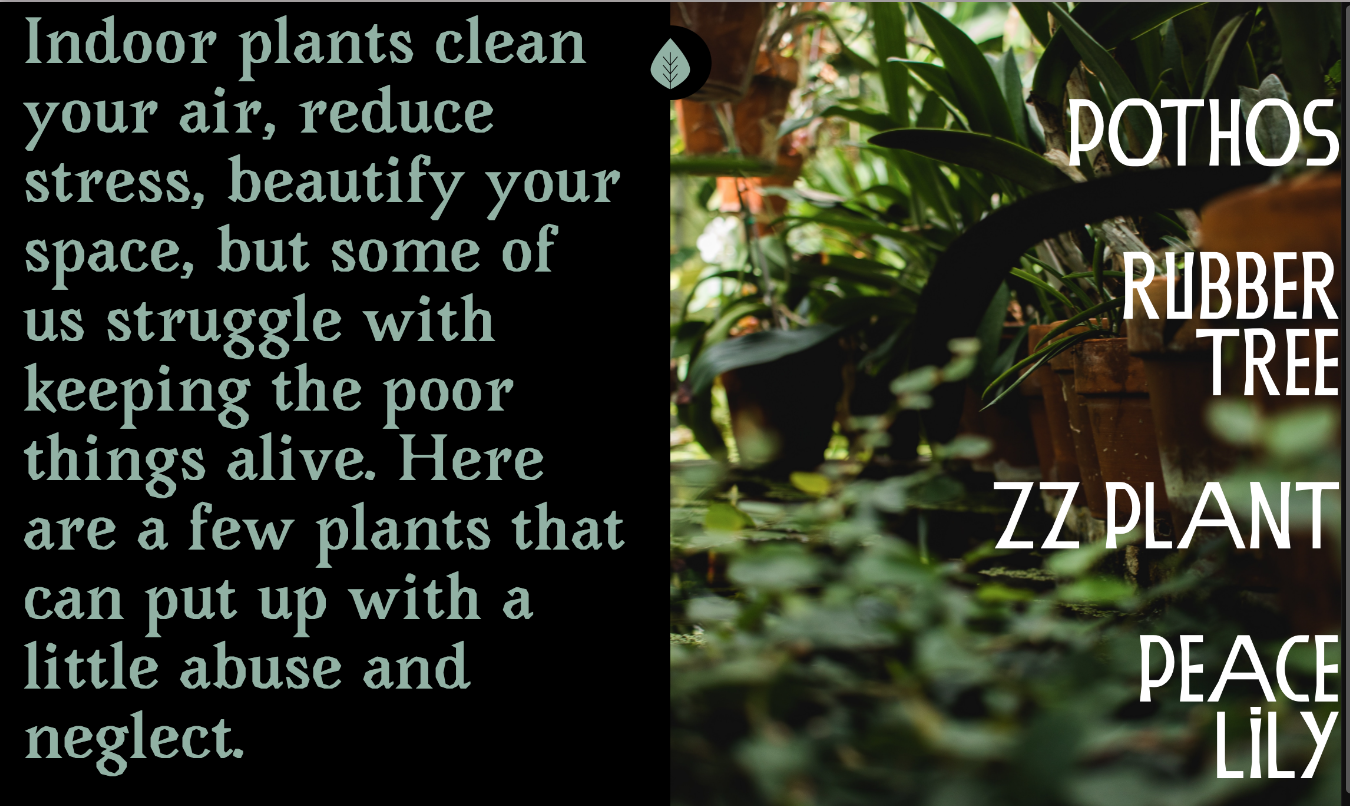 Indoor plants clean
your air, reduce
stress, beautify your
space, but some of
us struggle with
keeping the poor
things alive. Here
are a few plants that
can put up with a
little abuse and
neglect.
POTHOS
RUBBER
TREE
ZZ PLANT
PEACE
LiLY